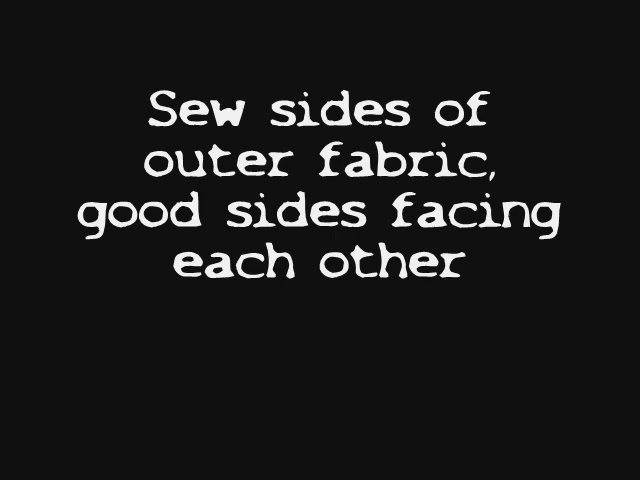 Sew sides of
outer fabric,
good sides facing
each other